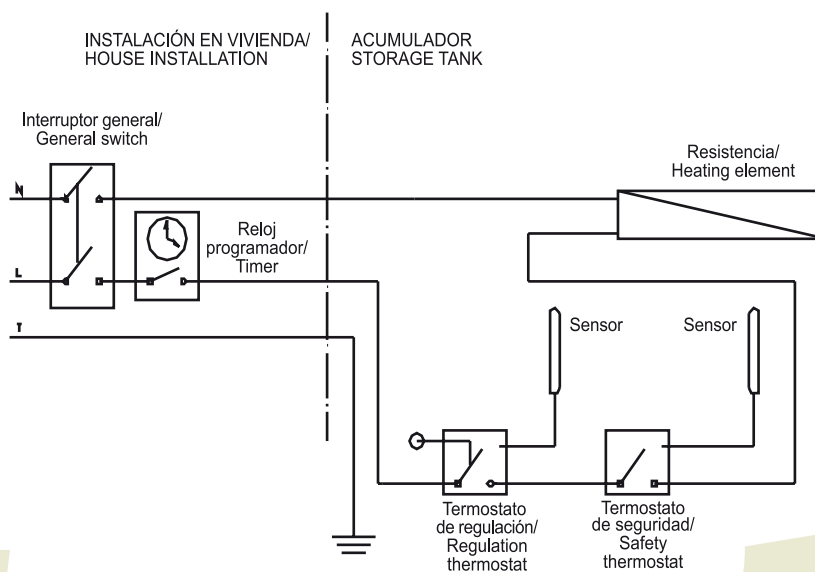 INSTALACIÓN EN VIVIENDA/
HOUSE INSTALLATION
ACUMULADOR
STORAGE TANK
Interruptor general/
General switch
Resistencia/
Heating element
N
Reloj
programador/
Timer
L
T
Sensor
Sensor
Termostato
de regulación/
Regulation
thermostat
Termostato
de seguridad/
Safety
thermostat